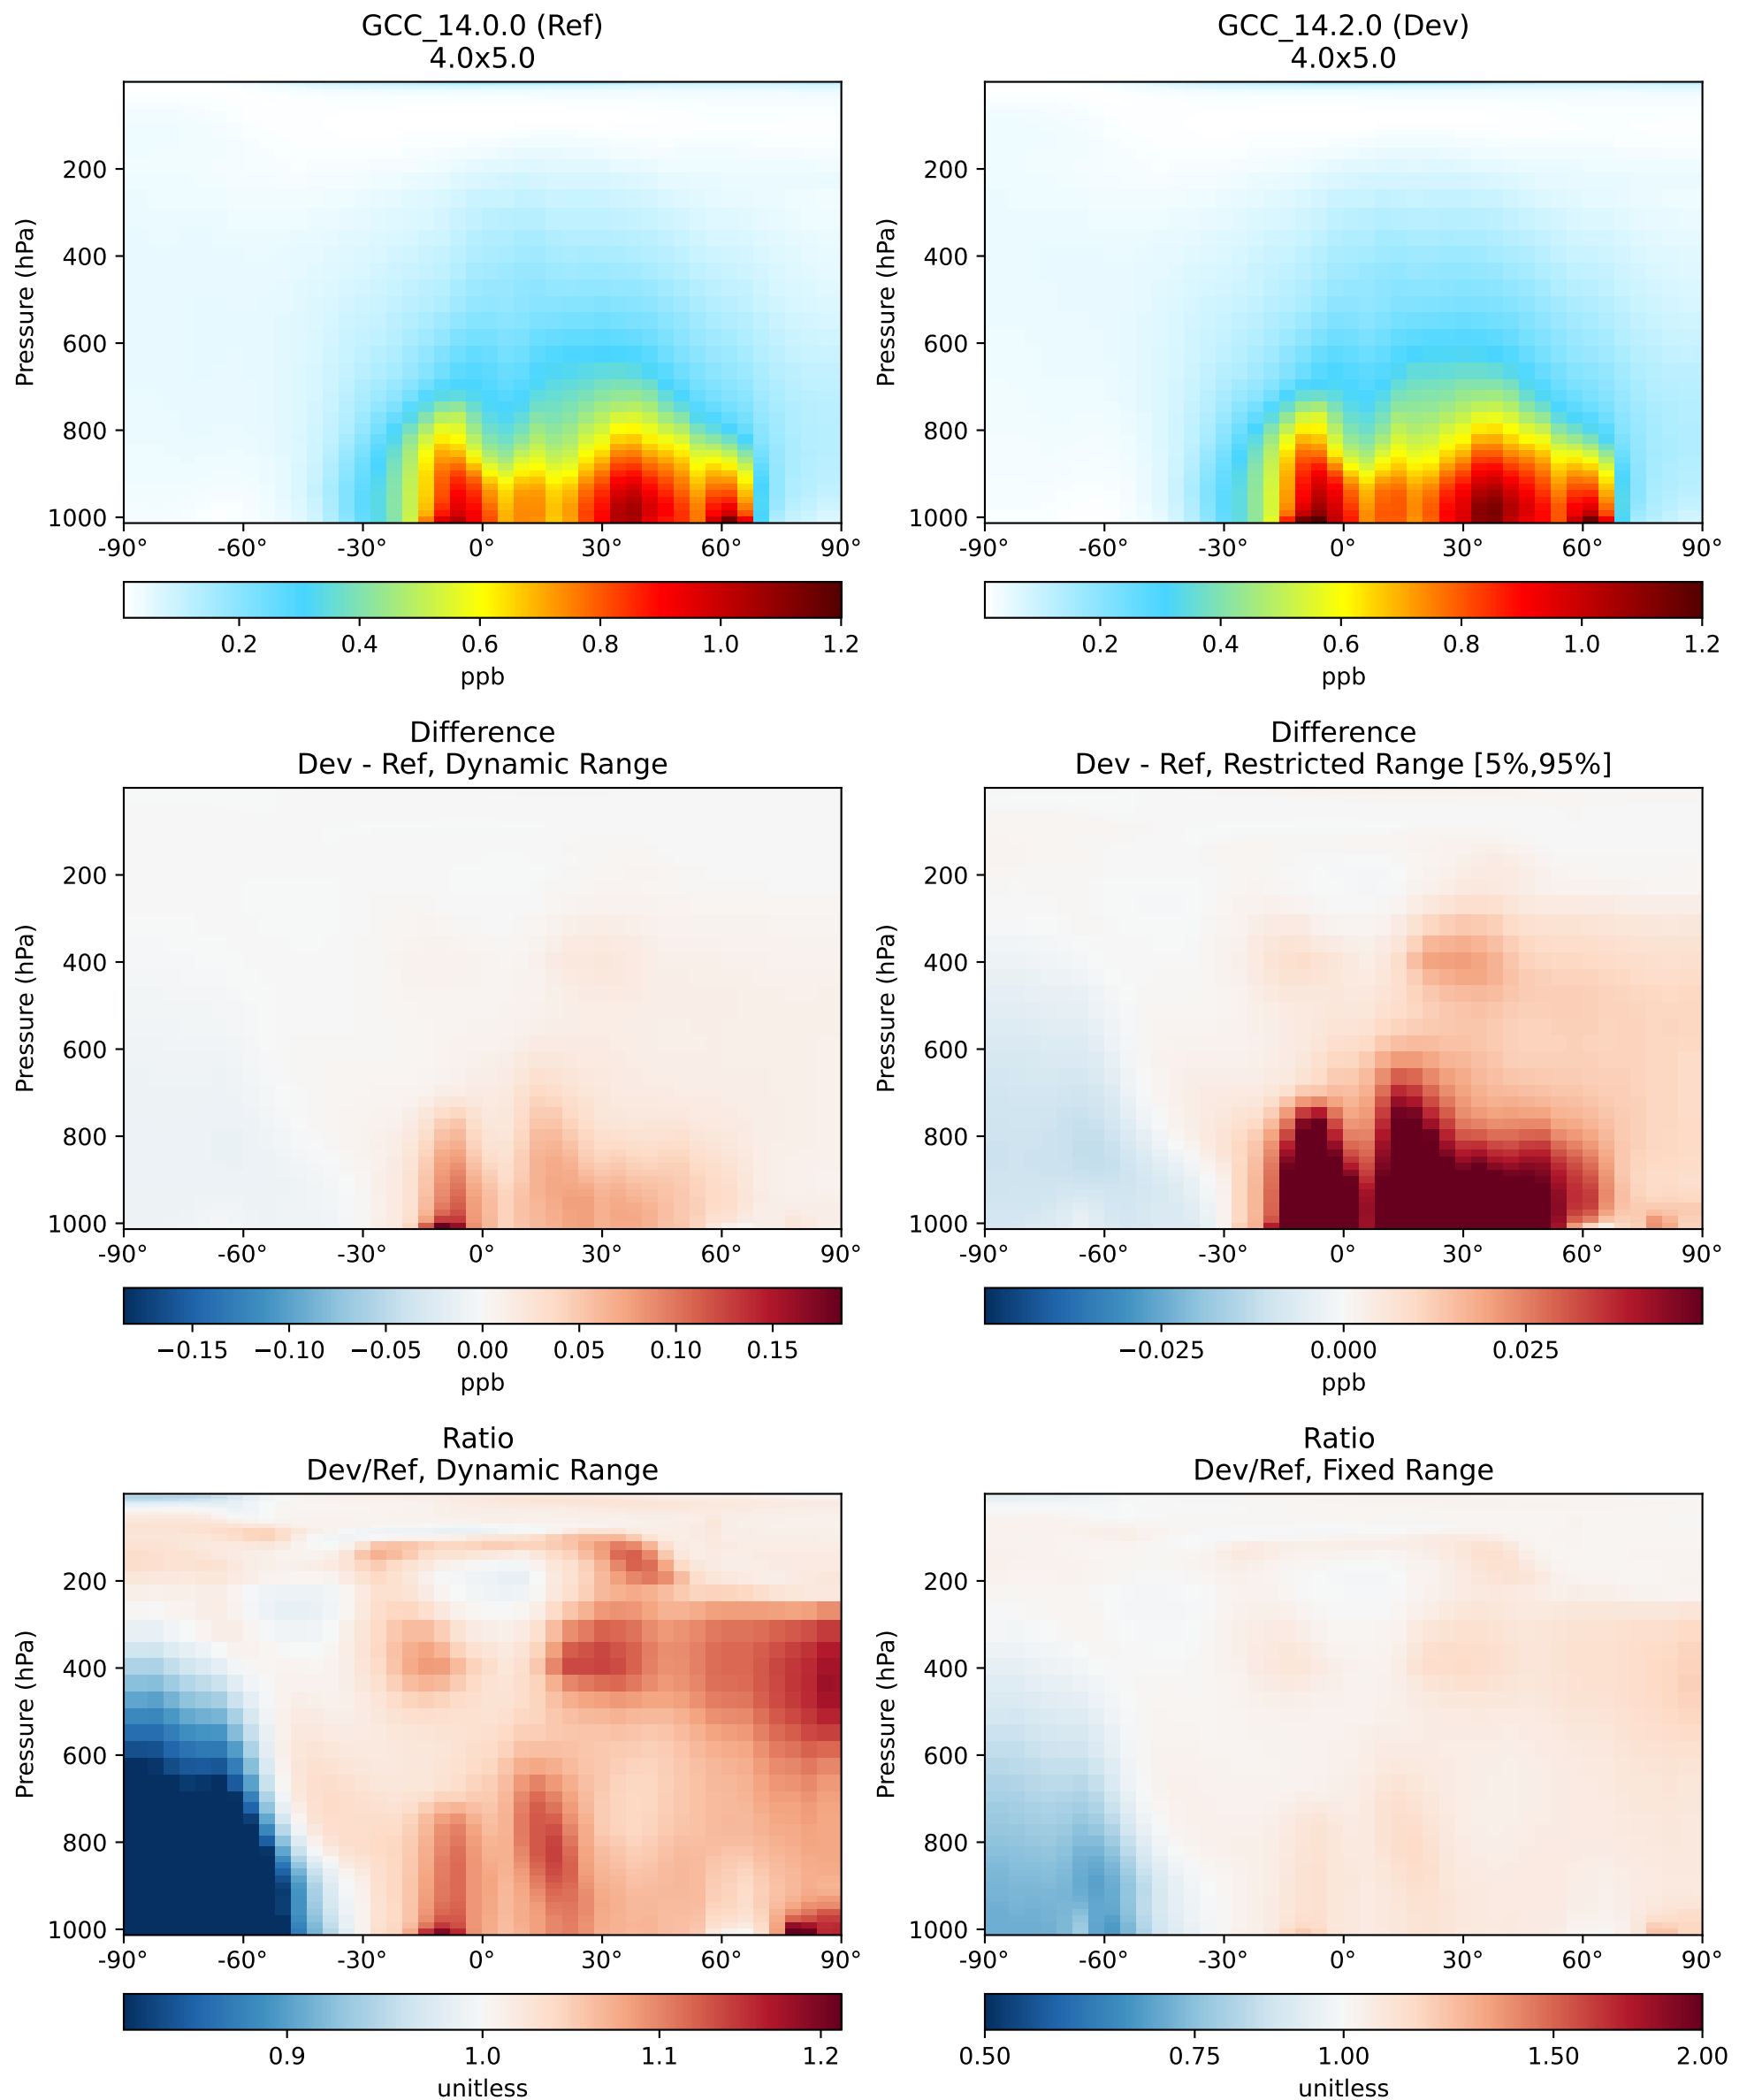 GCC_14.0.0 (Ref)
4.0x5.0
GCC_14.2.0 (Dev)
4.0x5.0
Pressure (hPa)
200
400
600
800
1000
-90° -60° -30° 0° 30° 60° 90°
0.2 0.4 0.6 0.8 1.0 1.2
ppb
Pressure (hPa)
200
400
600
800
1000
-90° -60° -30° 0° 30° 60° 90°
0.2 0.4 0.6 0.8 1.0 1.2
ppb
Difference
Dev - Ref, Dynamic Range
Difference
Dev - Ref, Restricted Range [5%,95%]
Pressure (hPa)
200
400
600
800
1000
-90° -60° -30° 0° 30° 60° 90°
−0.15 −0.10 −0.05 0.00 0.05 0.10 0.15
ppb
Pressure (hPa)
200
400
600
800
1000
-90° -60° -30° 0° 30° 60° 90°
−0.025 0.000 0.025
ppb
Ratio
Dev/Ref, Dynamic Range
Ratio
Dev/Ref, Fixed Range
Pressure (hPa)
200
400
600
800
1000
-90° -60° -30° 0° 30° 60° 90°
0.9 1.0 1.1 1.2
unitless
Pressure (hPa)
200
400
600
800
1000
-90° -60° -30° 0° 30° 60° 90°
0.50 0.75 1.00 1.50 2.00
unitless